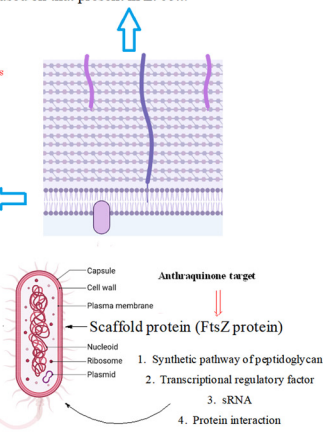 Capsule
Cell wall
Anthraquinone target
Plasma membrane
Scaffold protein (FtsZ protein)
Nucleoid
Ribosome
Plasmid
1. Synthetic pathway of peptidoglycan
2. Transcriptional regulatory factor
3. sRNA
4. Protein interaction